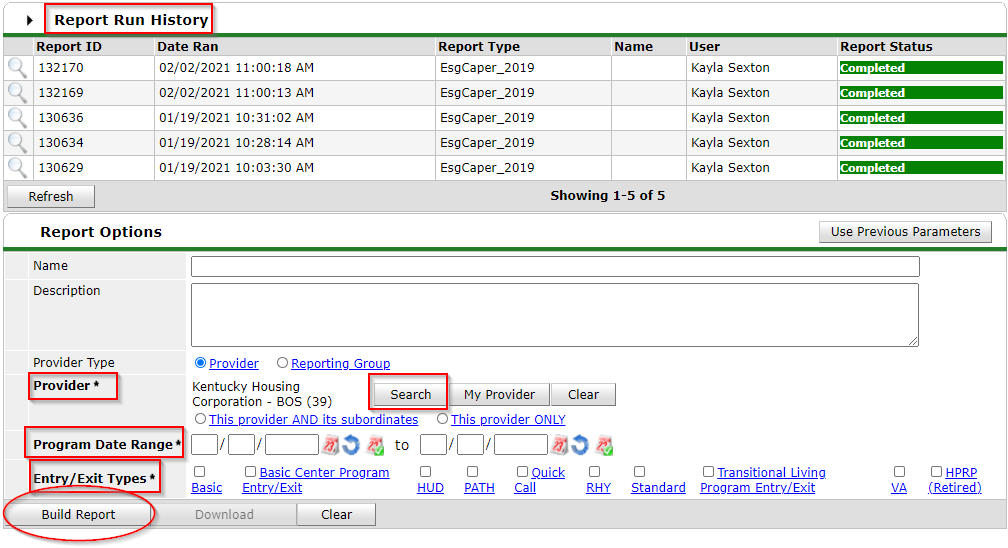 Report Run History
Report ID Date Ran Report Type Name User Report Status
132170 02/02/2021 11:00:18 AM EsgCaper_2019 Kayla Sexton Completed
132169 02/02/2021 11:00:13 AM EsgCaper_2019 Kayla Sexton Completed
130636 01/19/2021 10:31:02 AM EsgCaper_2019 Kayla Sexton Completed
130634 01/19/2021 10:28:14 AM EsgCaper_2019 Kayla Sexton Completed
130629 01/19/2021 10:03:30 AM EsgCaper_2019 Kayla Sexton Completed
Refresh Showing 1-5 of 5
Report Options Use Previous Parameters
Name
Description
Provider Type Provider Reporting Group
Provider * Kentucky Housing
Corporation - BOS (39) Search My Provider Clear
This provider AND its subordinates This provider ONLY
Program Date Range * / / to / /
Entry/Exit Types * Basic Center Program Quick Transitional Living HPRP
Basic Entry/Exit HUD PATH Call RHY Standard Program Entry/Exit VA (Retired)
Build Report Download Clear